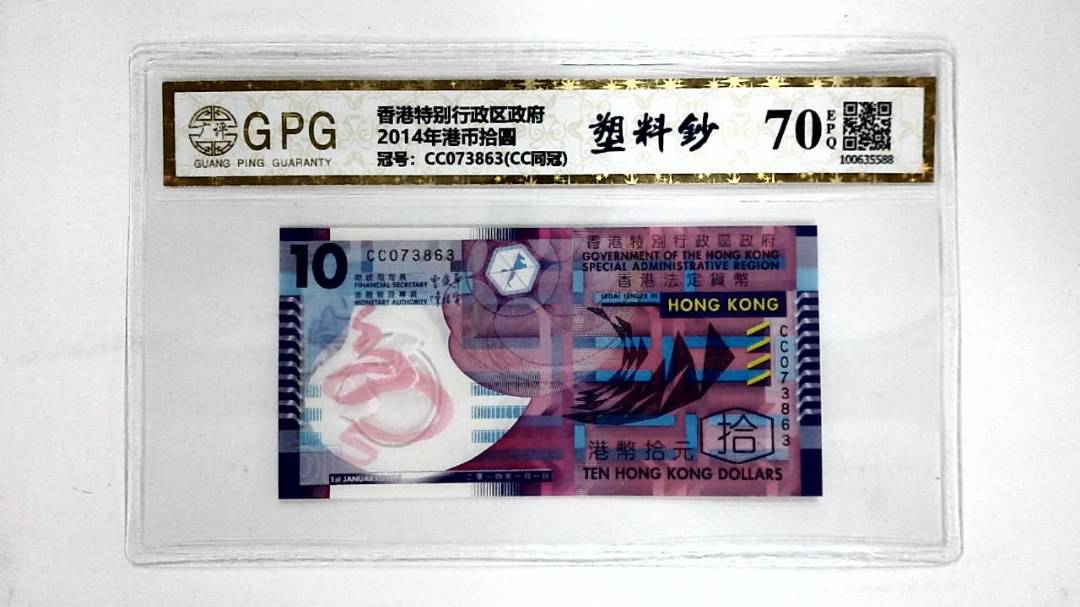 广评
GPG
GUANG PING GUARANTY
香港特别行政区政府
2014年港币拾圆
冠号：CC073863(CC同冠)
塑料鈔
70
EPQ
100635588
10
CC073863
財政司司長
FINANCIAL SECRETARY
金融管理專員
MONETARY AUTHORITY
香港特別行政區政府
GOVERNMENT OF THE HONG KONG
SPECIAL ADMINISTRATIVE REGION
香港法定貨幣
LEGAL TENDER IN
HONG KONG
CC073863
港幣拾元
拾
TEN HONG KONG DOLLARS
1st JANUARY
二零一四年一月一日